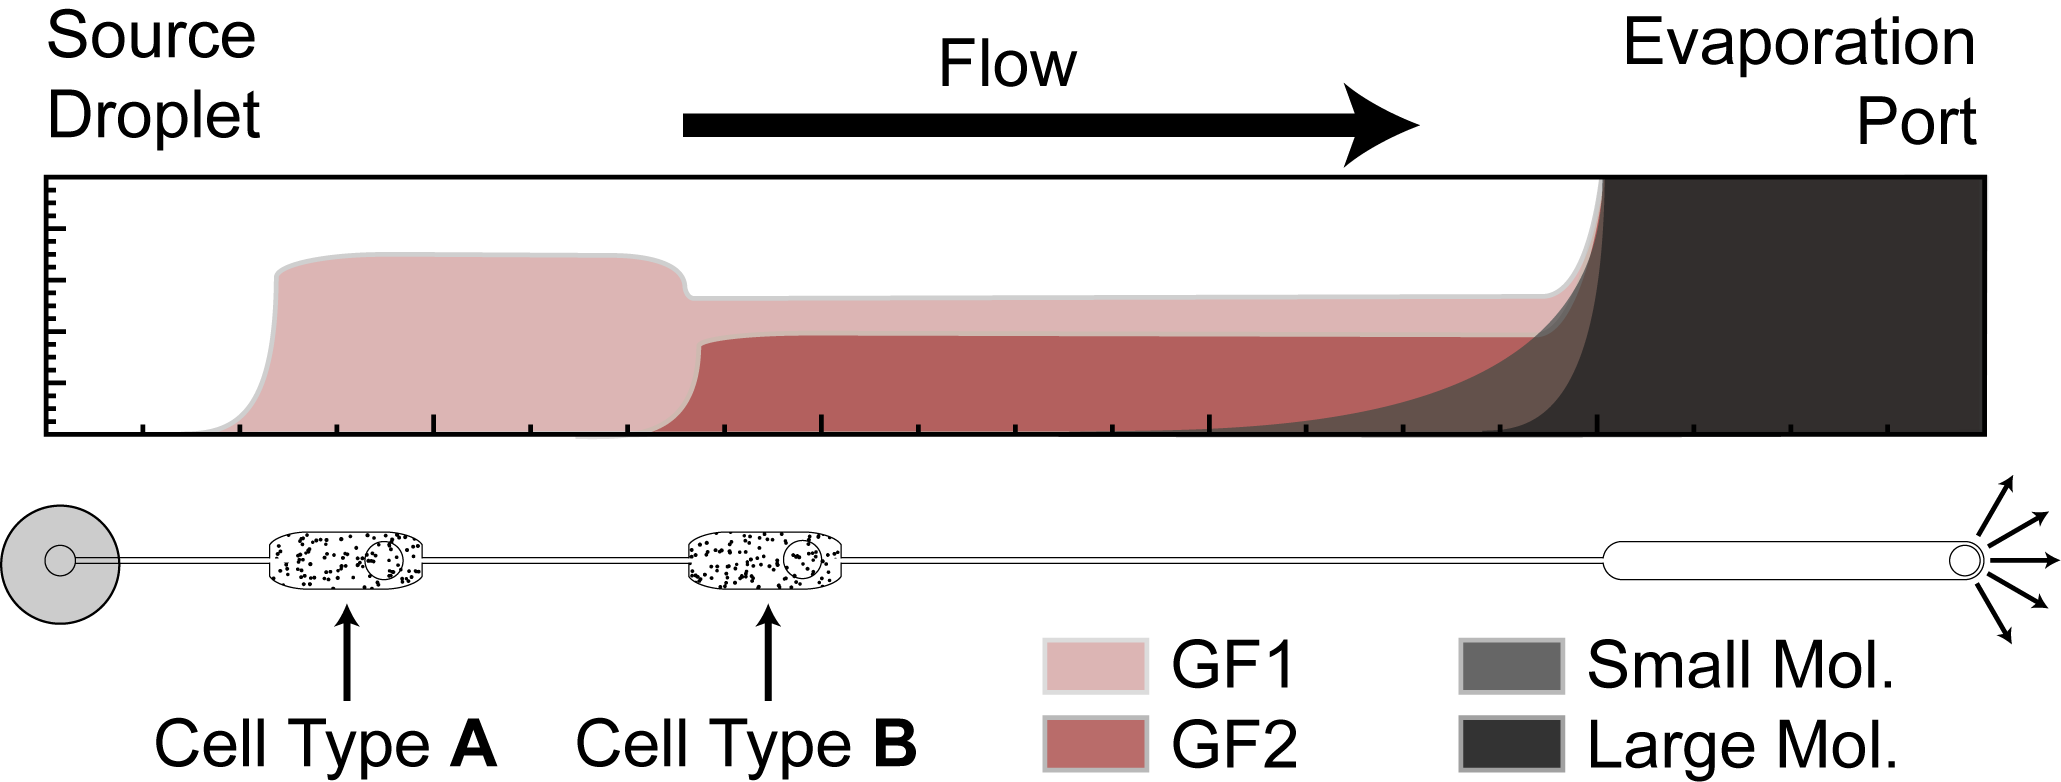 Source
Droplet
Flow
Evaporation
Port
Cell Type A
Cell Type B
GF1
GF2
Small Mol.
Large Mol.